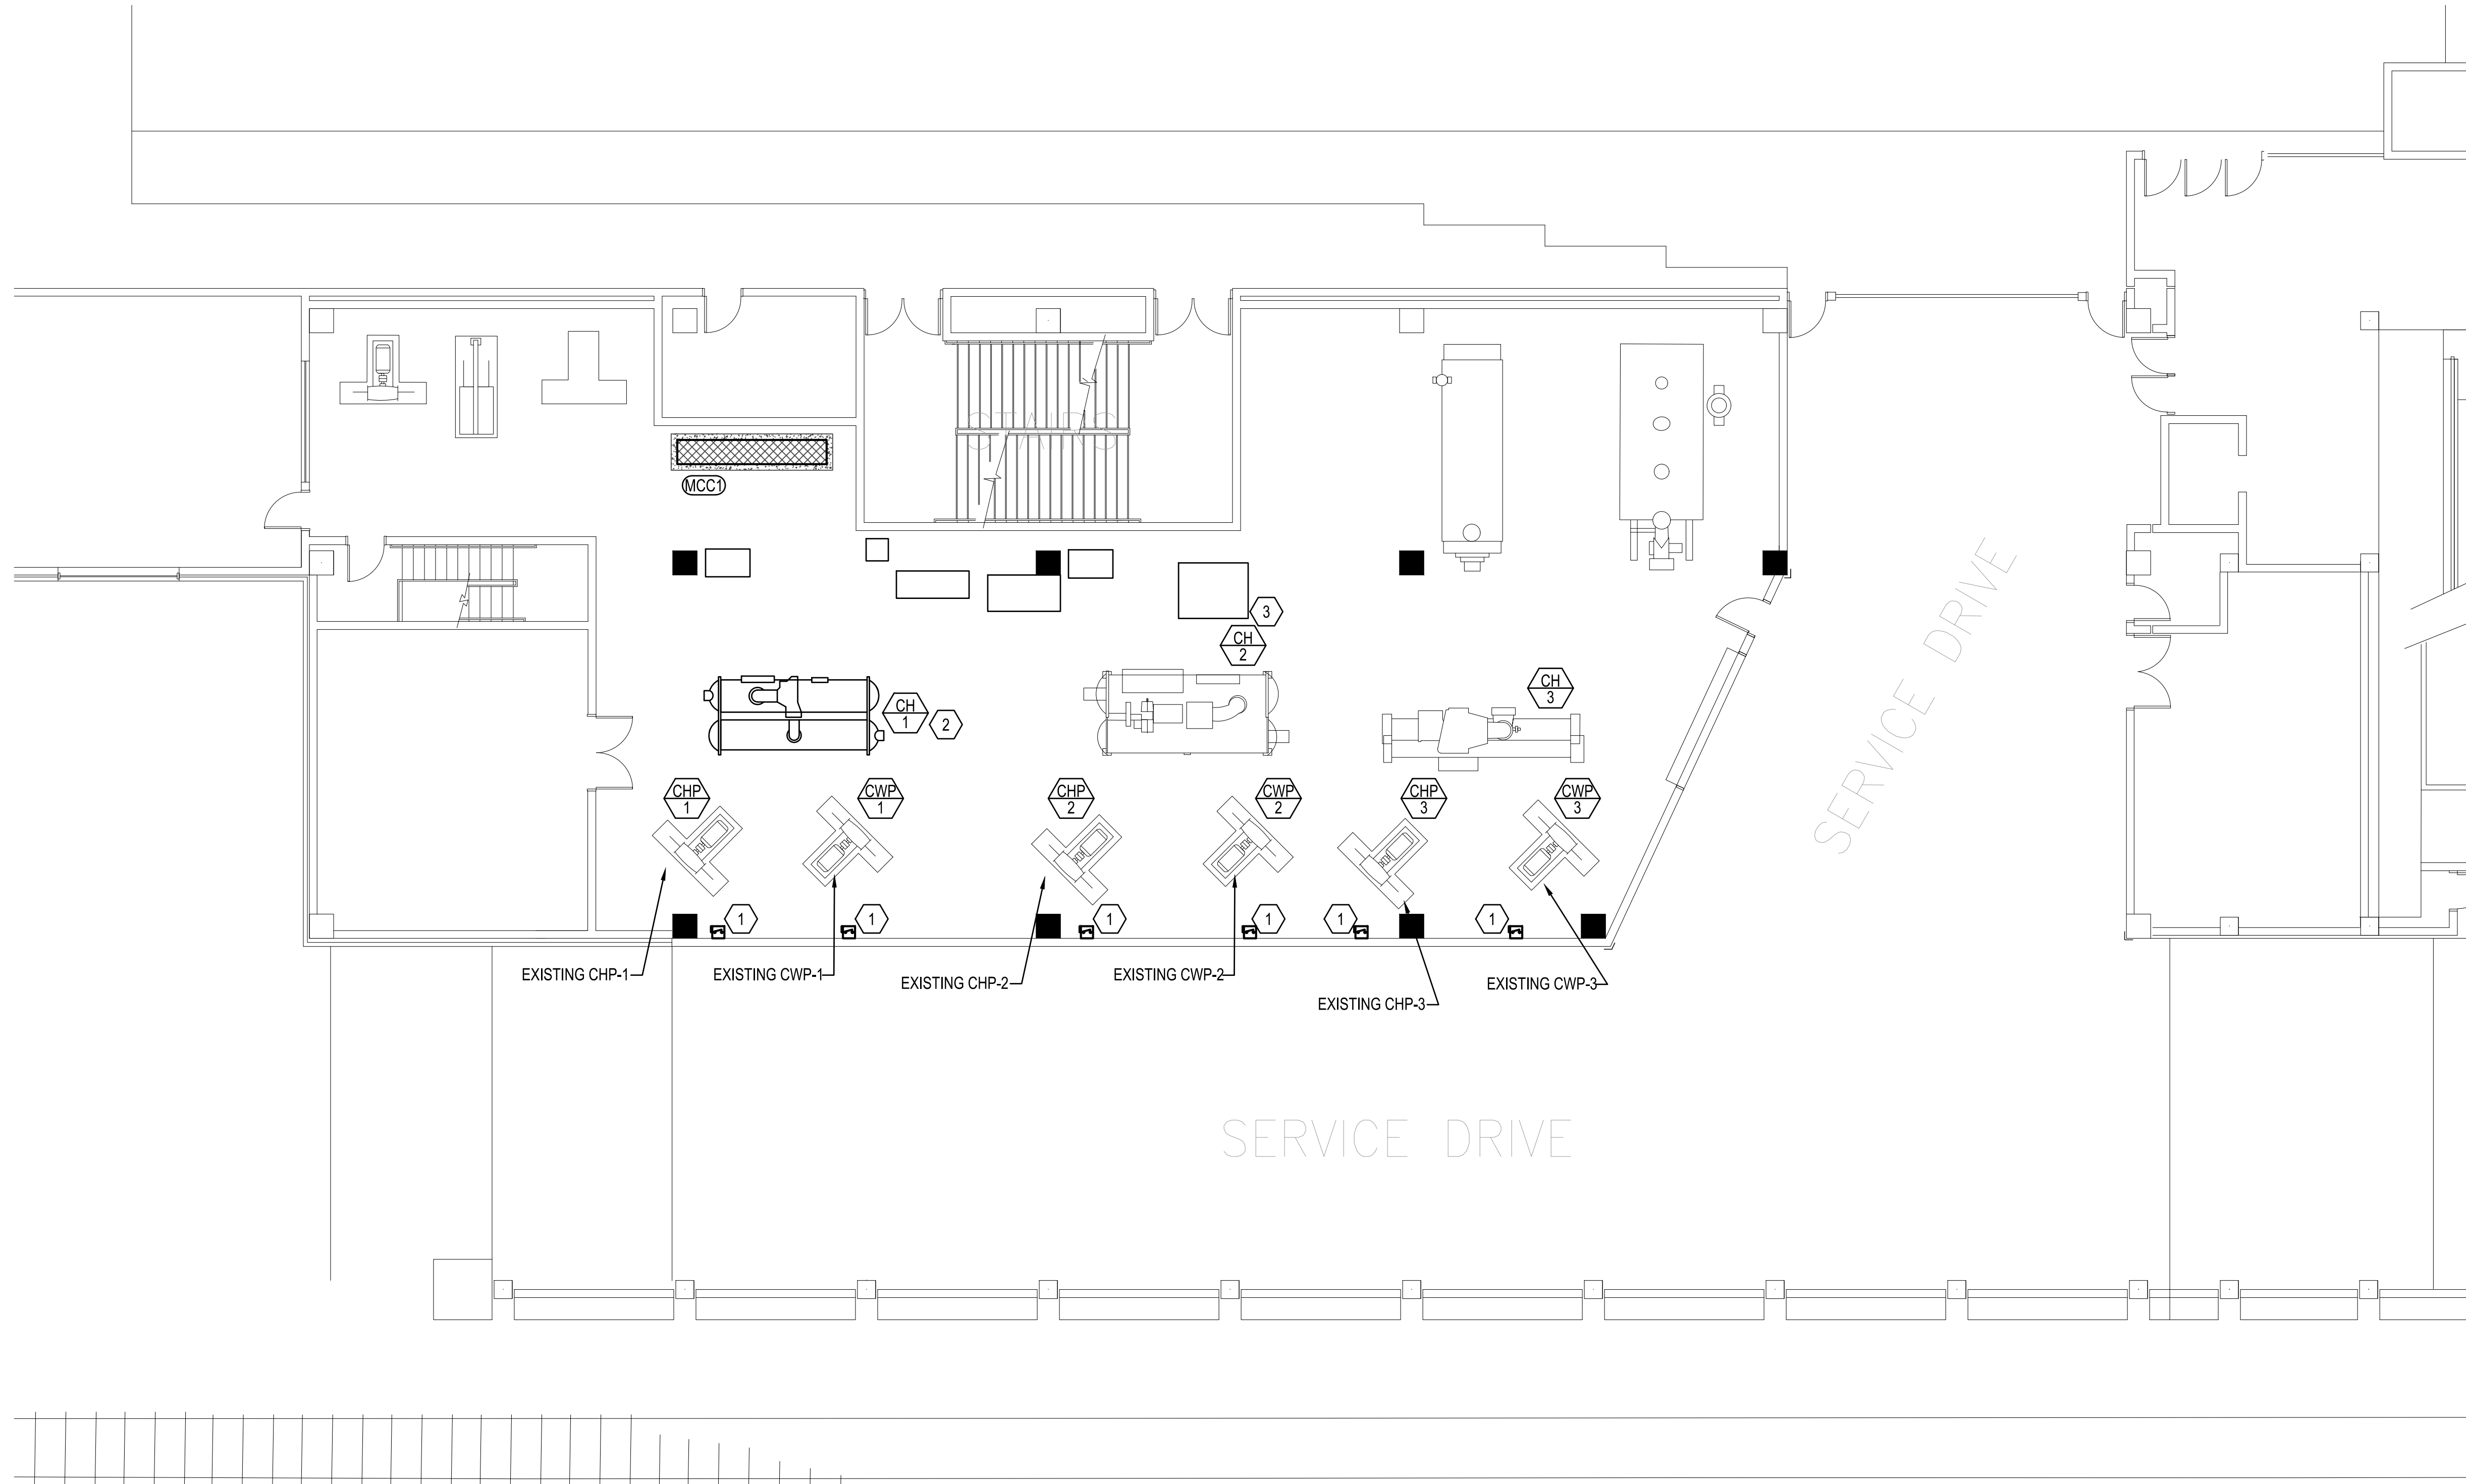 STAIRS
MCC1
SERVICE DRIVE
3
CH
2
CH
3
CH
1
2
CHP
1
CWP
1
CHP
2
CWP
2
CHP
3
CWP
3
1
1
1
1
1
1
EXISTING CHP-1
EXISTING CWP-1
EXISTING CHP-2
EXISTING CWP-2
EXISTING CHP-3
EXISTING CWP-3
SERVICE DRIVE